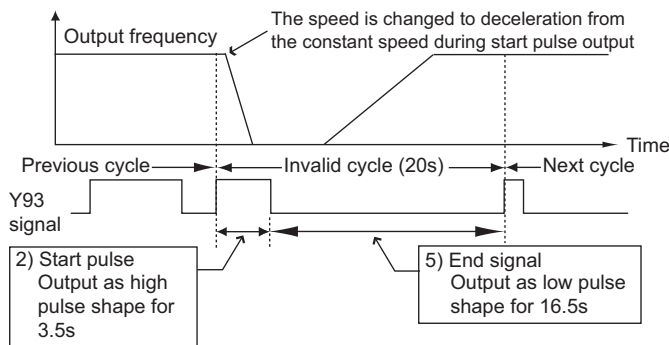 Output frequency
The speed is changed to deceleration from
the constant speed during start pulse output
Time
Previous cycle
Invalid cycle (20s)
Next cycle
Y93
signal
2) Start pulse
Output as high
pulse shape for
3.5s
5) End signal
Output as low pulse
shape for 16.5s